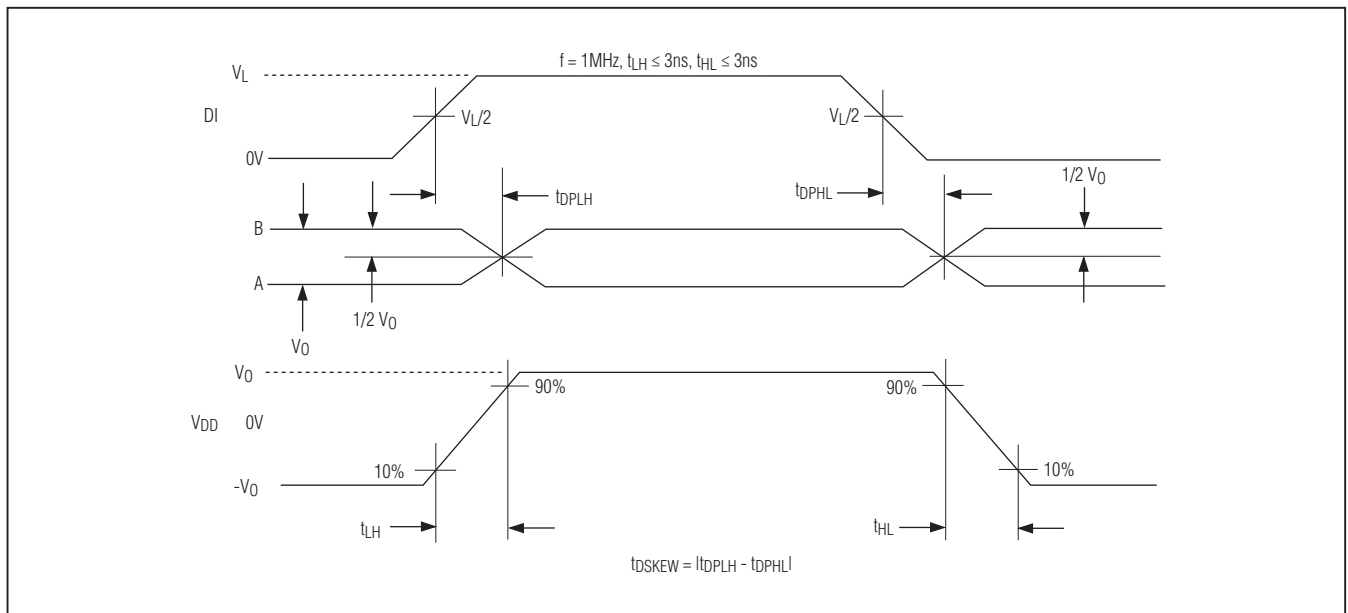 f = 1MHz, tLH ≤ 3ns, tHL ≤ 3ns
VL
DI
VL/2
VL/2
0V
tDPLH
tDPHL
1/2 VO
B
A
1/2 VO
VO
VO
90%
90%
VDD 0V
10%
10%
-VO
tLH
tHL
tDSKEW = |tDPLH - tDPHL|